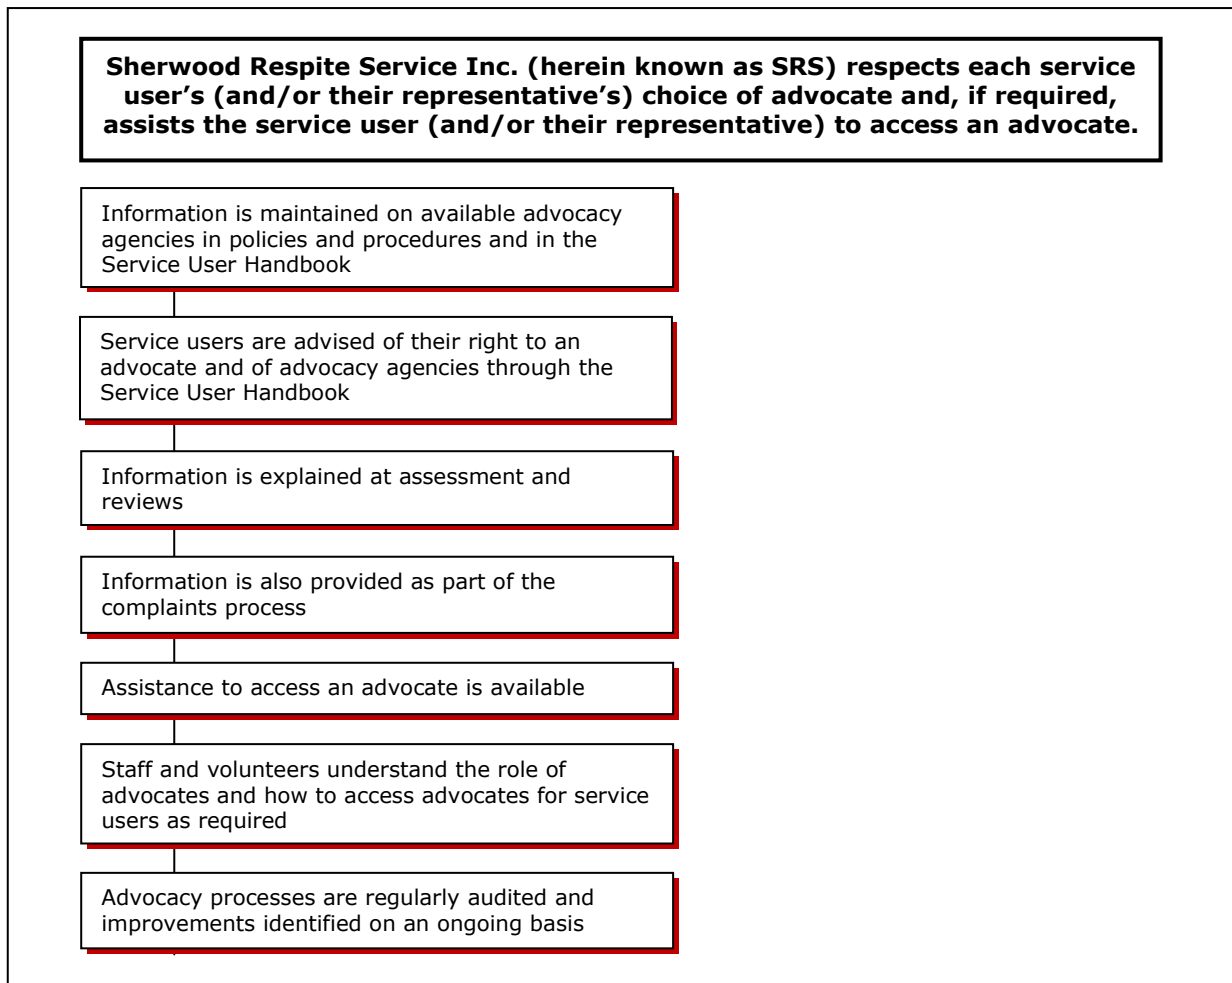 Sherwood Respite Service Inc. (herein known as SRS) respects each service
user’s (and/or their representative’s) choice of advocate and, if required,
assists the service user (and/or their representative) to access an advocate.
Information is maintained on available advocacy
agencies in policies and procedures and in the
Service User Handbook
Service users are advised of their right to an
advocate and of advocacy agencies through the
Service User Handbook
Information is explained at assessment and
reviews
Information is also provided as part of the
complaints process
Assistance to access an advocate is available
Staff and volunteers understand the role of
advocates and how to access advocates for service
users as required
Advocacy processes are regularly audited and
improvements identified on an ongoing basis